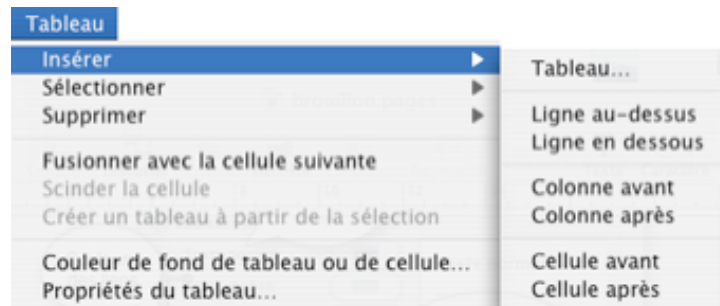 Tableau
Insérer
Sélectionner
Supprimer
Fusionner avec la cellule suivante
Scinder la cellule
Créer un tableau à partir de la sélection
Couleur de fond de tableau ou de cellule...
Propriétés du tableau...
Tableau...
Ligne au-dessus
Ligne en dessous
Colonne avant
Colonne après
Cellule avant
Cellule après